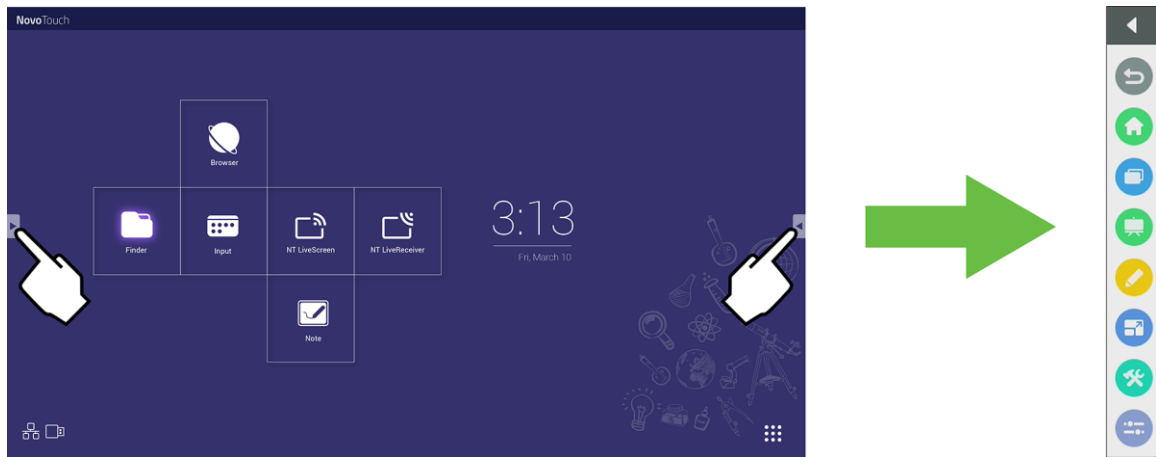 NovoTouch
Browser
Finder
Input
NT LiveScreen
NT LiveReceiver
3:13
Fri, March 10
Note